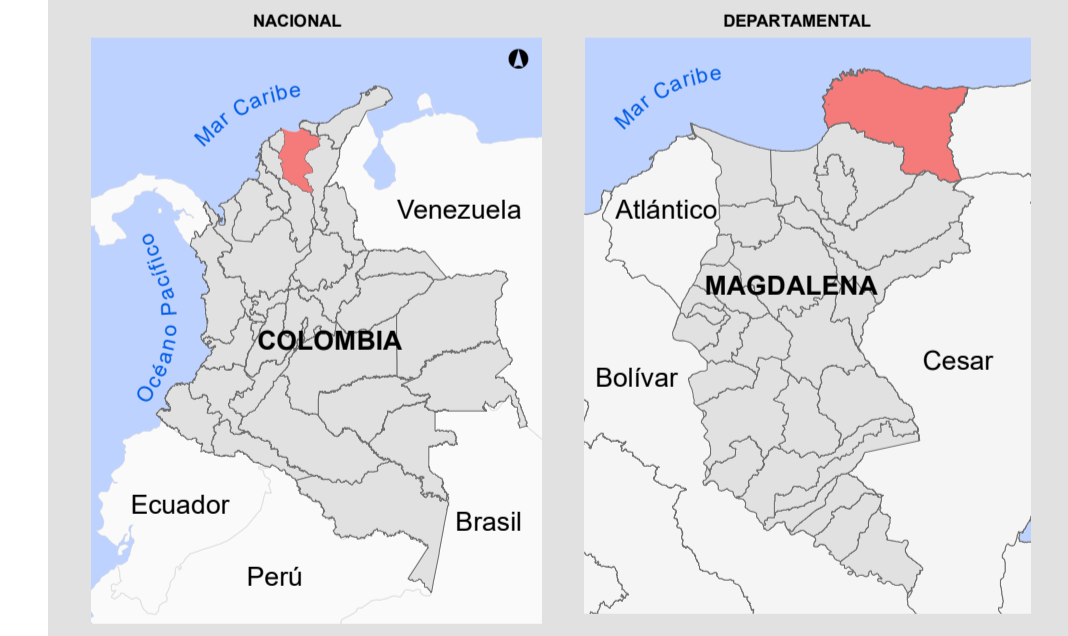 NACIONAL
Mar Caribe
Venezuela
Océano Pacífico
COLOMBIA
Ecuador
Brasil
Perú
DEPARTAMENTAL
Mar Caribe
Atlántico
MAGDALENA
Cesar
Bolívar